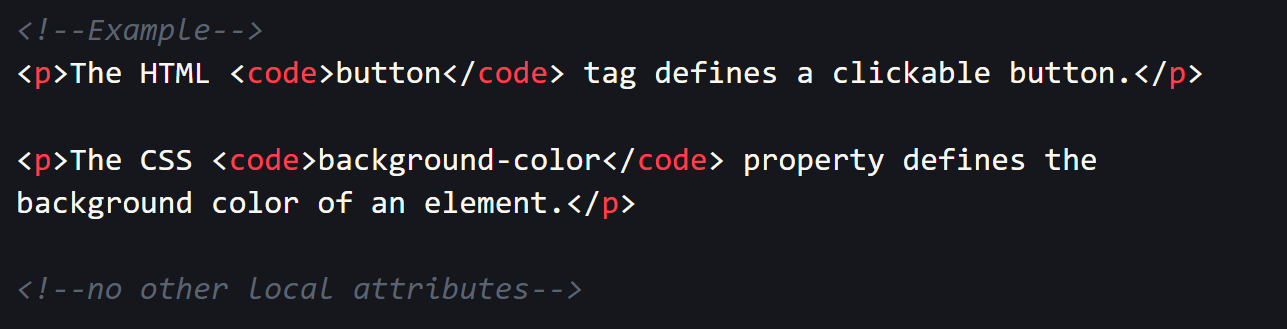 <!--Example-->
<p>The HTML <code>button</code> tag defines a clickable button.</p>
<p>The CSS <code>background-color</code> property defines the
background color of an element.</p>
<!--no other local attributes-->